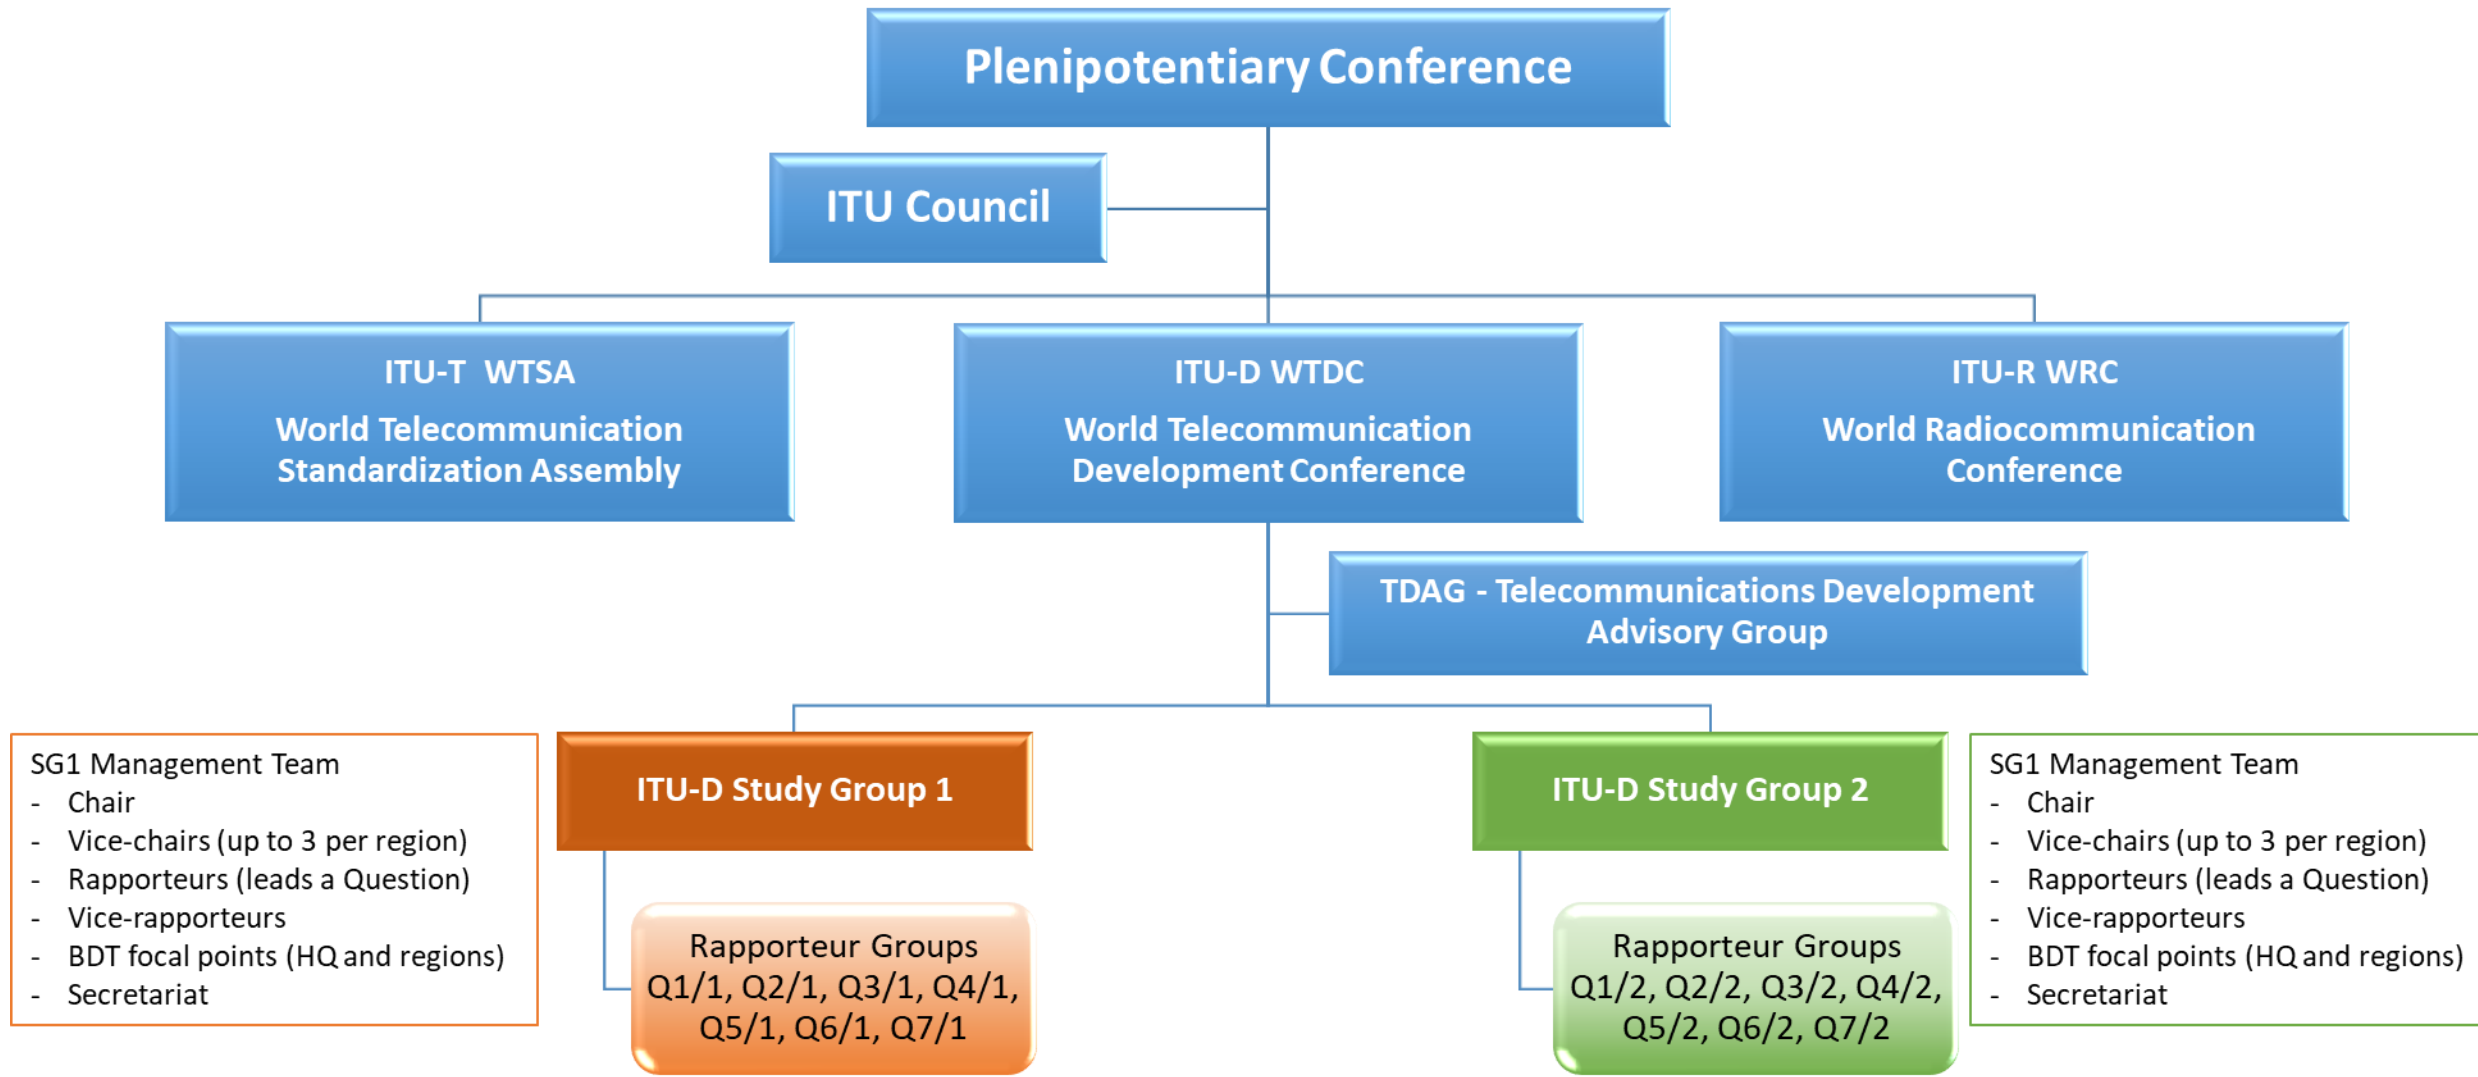 Plenipotentiary Conference
ITU Council
ITU-T WTSA
World Telecommunication
Standardization Assembly
ITU-D WTDC
World Telecommunication
Development Conference
ITU-R WRC
World Radiocommunication
Conference
TDAG - Telecommunications Development
Advisory Group
SG1 Management Team
- Chair
- Vice-chairs (up to 3 per region)
- Rapporteurs (leads a Question)
- Vice-rapporteurs
- BDT focal points (HQ and regions)
- Secretariat
ITU-D Study Group 1
Rapporteur Groups
Q1/1, Q2/1, Q3/1, Q4/1,
Q5/1, Q6/1, Q7/1
ITU-D Study Group 2
Rapporteur Groups
Q1/2, Q2/2, Q3/2, Q4/2,
Q5/2, Q6/2, Q7/2
SG1 Management Team
- Chair
- Vice-chairs (up to 3 per region)
- Rapporteurs (leads a Question)
- Vice-rapporteurs
- BDT focal points (HQ and regions)
- Secretariat